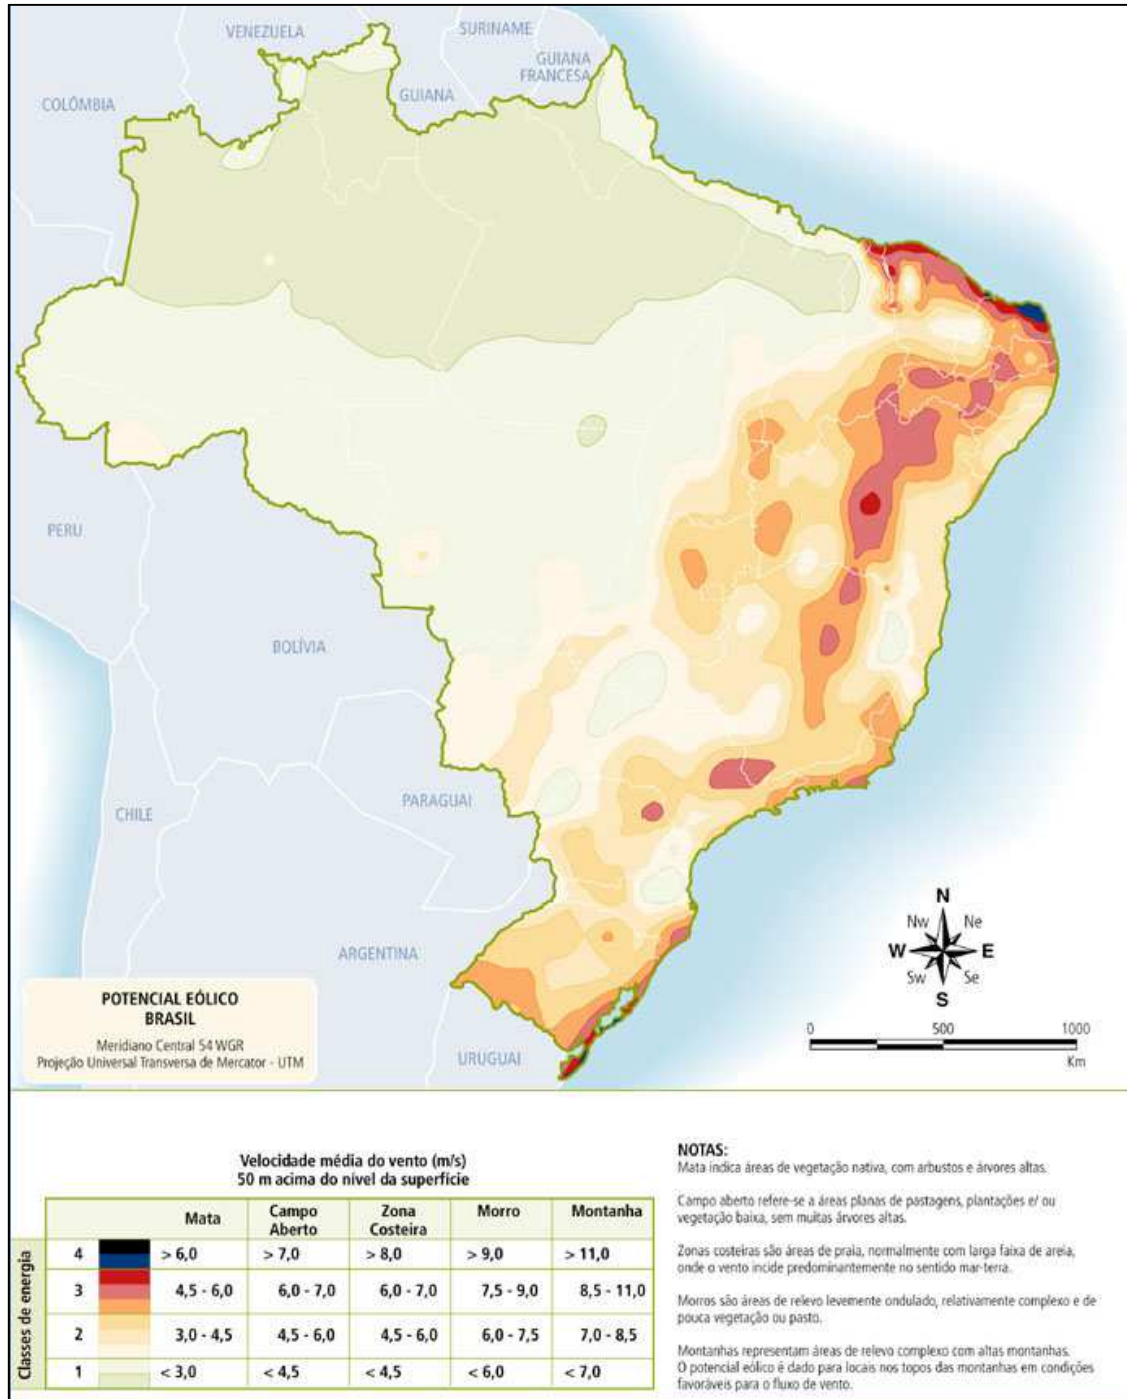 VENEZUELA
SURINAME
GUIANA
FRANCESA
GUIANA
COLÔMBIA
PERU
BOLÍVIA
PARAGUAI
CHILE
ARGENTINA
URUGUAI
N
Nw
Ne
W
E
Sw
Se
S
0
500
1000
Km
POTENCIAL EÓLICO
BRASIL
Meridiano Central 54 WGR
Projeção Universal Transversa de Mercator - UTM
Velocidade média do vento (m/s)
50 m acima do nível da superfície
Mata Campo Aberto Zona Costeira Morro Montanha
Classes de energia
4 > 6,0 > 7,0 > 8,0 > 9,0 > 11,0
3 4,5 - 6,0 6,0 - 7,0 6,0 - 7,0 7,5 - 9,0 8,5 - 11,0
2 3,0 - 4,5 4,5 - 6,0 4,5 - 6,0 6,0 - 7,5 7,0 - 8,5
1 < 3,0 < 4,5 < 4,5 < 6,0 < 7,0
NOTAS:
Mata indica áreas de vegetação nativa, com arbustos e árvores altas.
Campo aberto refere-se a áreas planas de pastagens, plantações e/ ou
vegetação baixa, sem muitas árvores altas.
Zonas costeiras são áreas de praia, normalmente com larga faixa de areia,
onde o vento incide predominantemente no sentido mar-terra.
Morros são áreas de relevo levemente ondulado, relativamente complexo e de
pouca vegetação ou pasto.
Montanhas representam áreas de relevo complexo com altas montanhas.
O potencial eólico é dado para locais nos topos das montanhas em condições
favoráveis para o fluxo de vento.